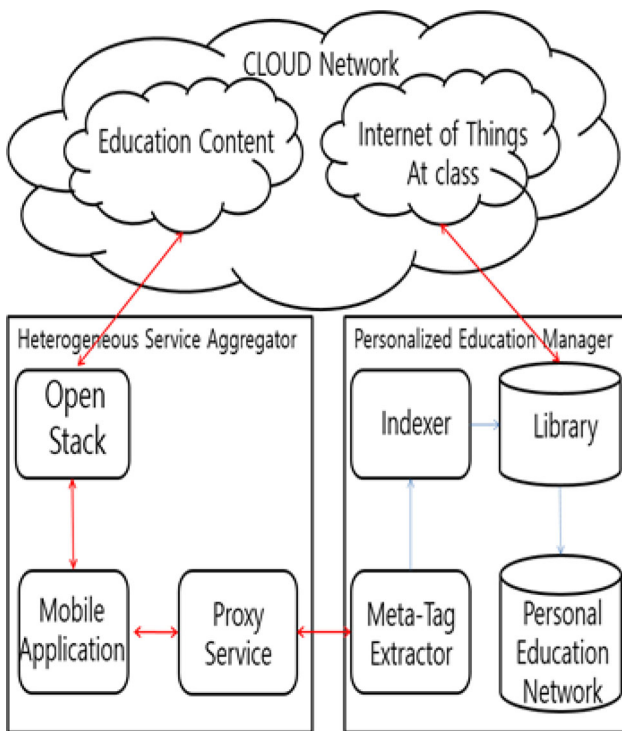 CLOUD Network
Education Content
Internet of Things
At class
Heterogeneous Service Aggregator
Open
Stack
Mobile
Application
Proxy
Service
Personalized Education Manager
Indexer
Library
Meta-Tag
Extractor
Personal
Education
Network